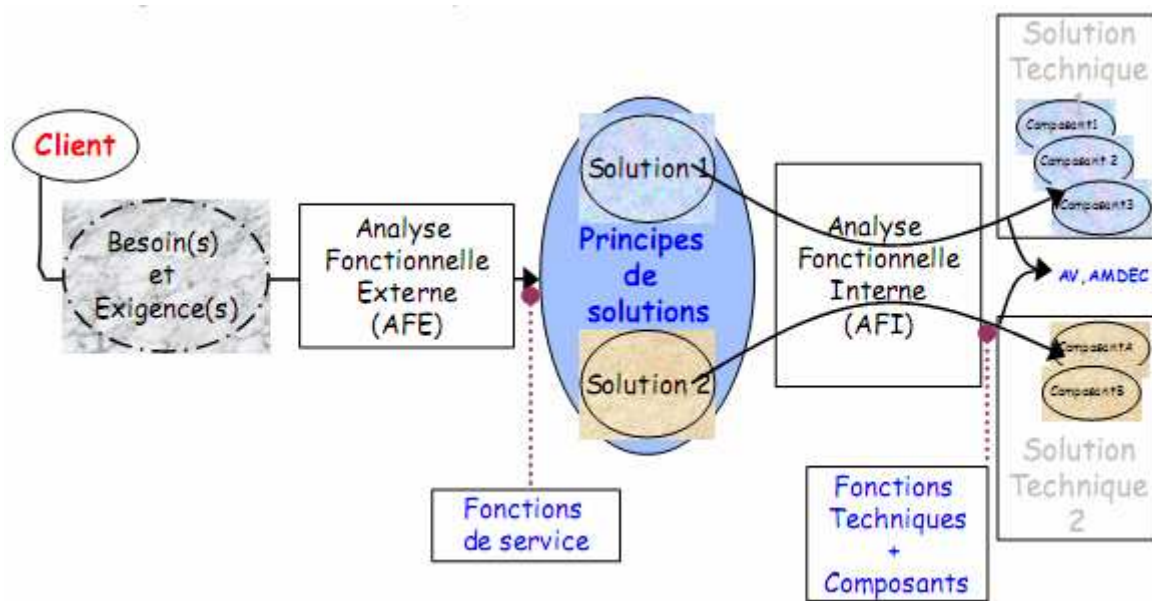 Client
Besoin(s)
et
Exigence(s)
Analyse
Fonctionnelle
Externe
(AFE)
Fonctions
de service
Solution 1
Principes
de
solutions
Solution 2
Analyse
Fonctionnelle
Interne
(AFI)
Fonctions
Techniques
+
Composants
Solution
Technique
1
Composant1
Composant 2
Composant3
AV, AMDEC
ComposantA
ComposantB
Solution
Technique
2